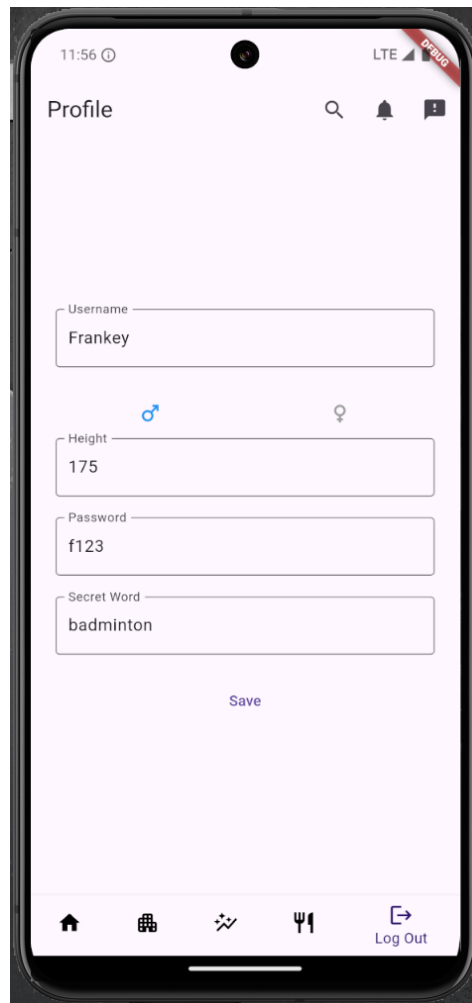 11:56
LTE
DEBUG
Profile
Username
Frankey
Height
175
Password
f123
Secret Word
badminton
Save
Log Out